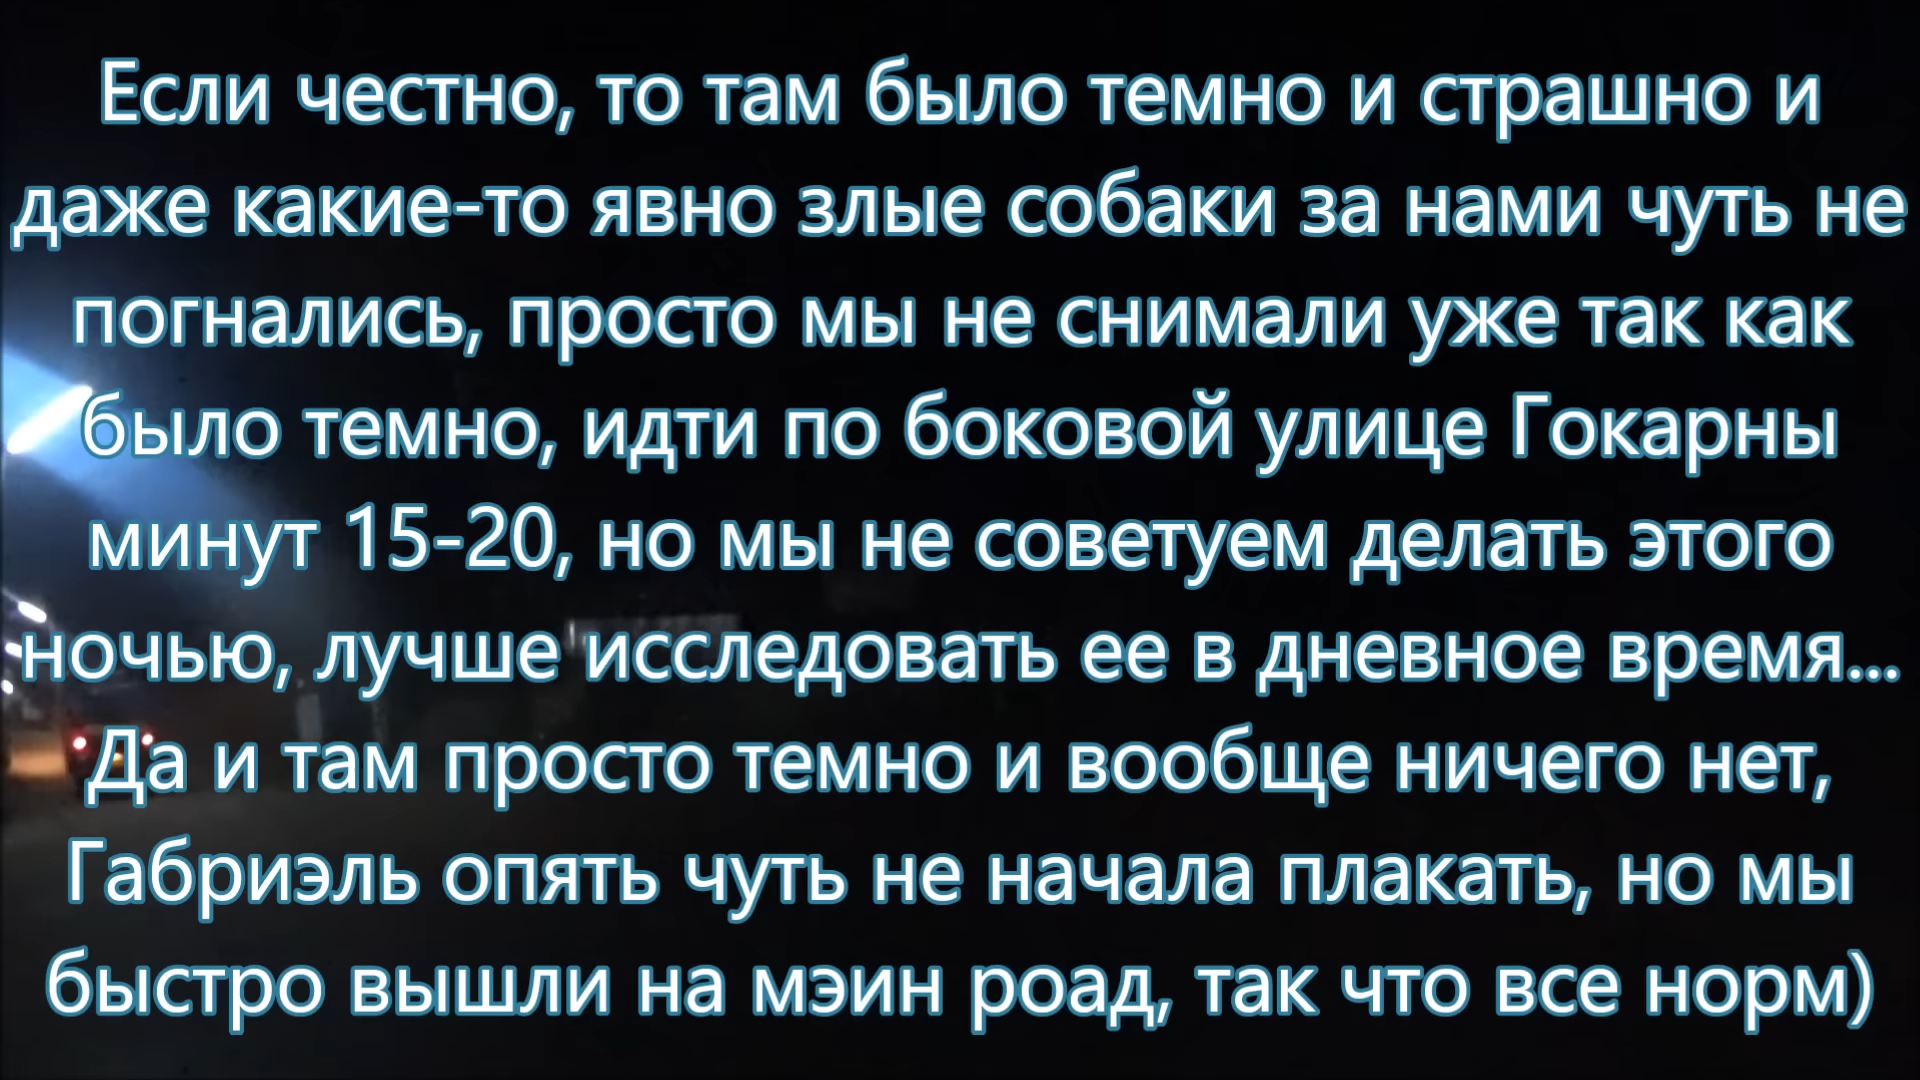 Если честно, то там было темно и страшно и
даже какие-то явно злые собаки за нами чуть не
погнались, просто мы не снимали уже так как
было темно, идти по боковой улице Гокарны
минут 15-20, но мы не советуем делать этого
ночью, лучше исследовать ее в дневное время...
Да и там просто темно и вообще ничего нет,
Габриэль опять чуть не начала плакать, но мы
быстро вышли на мэин роад, так что все норм)